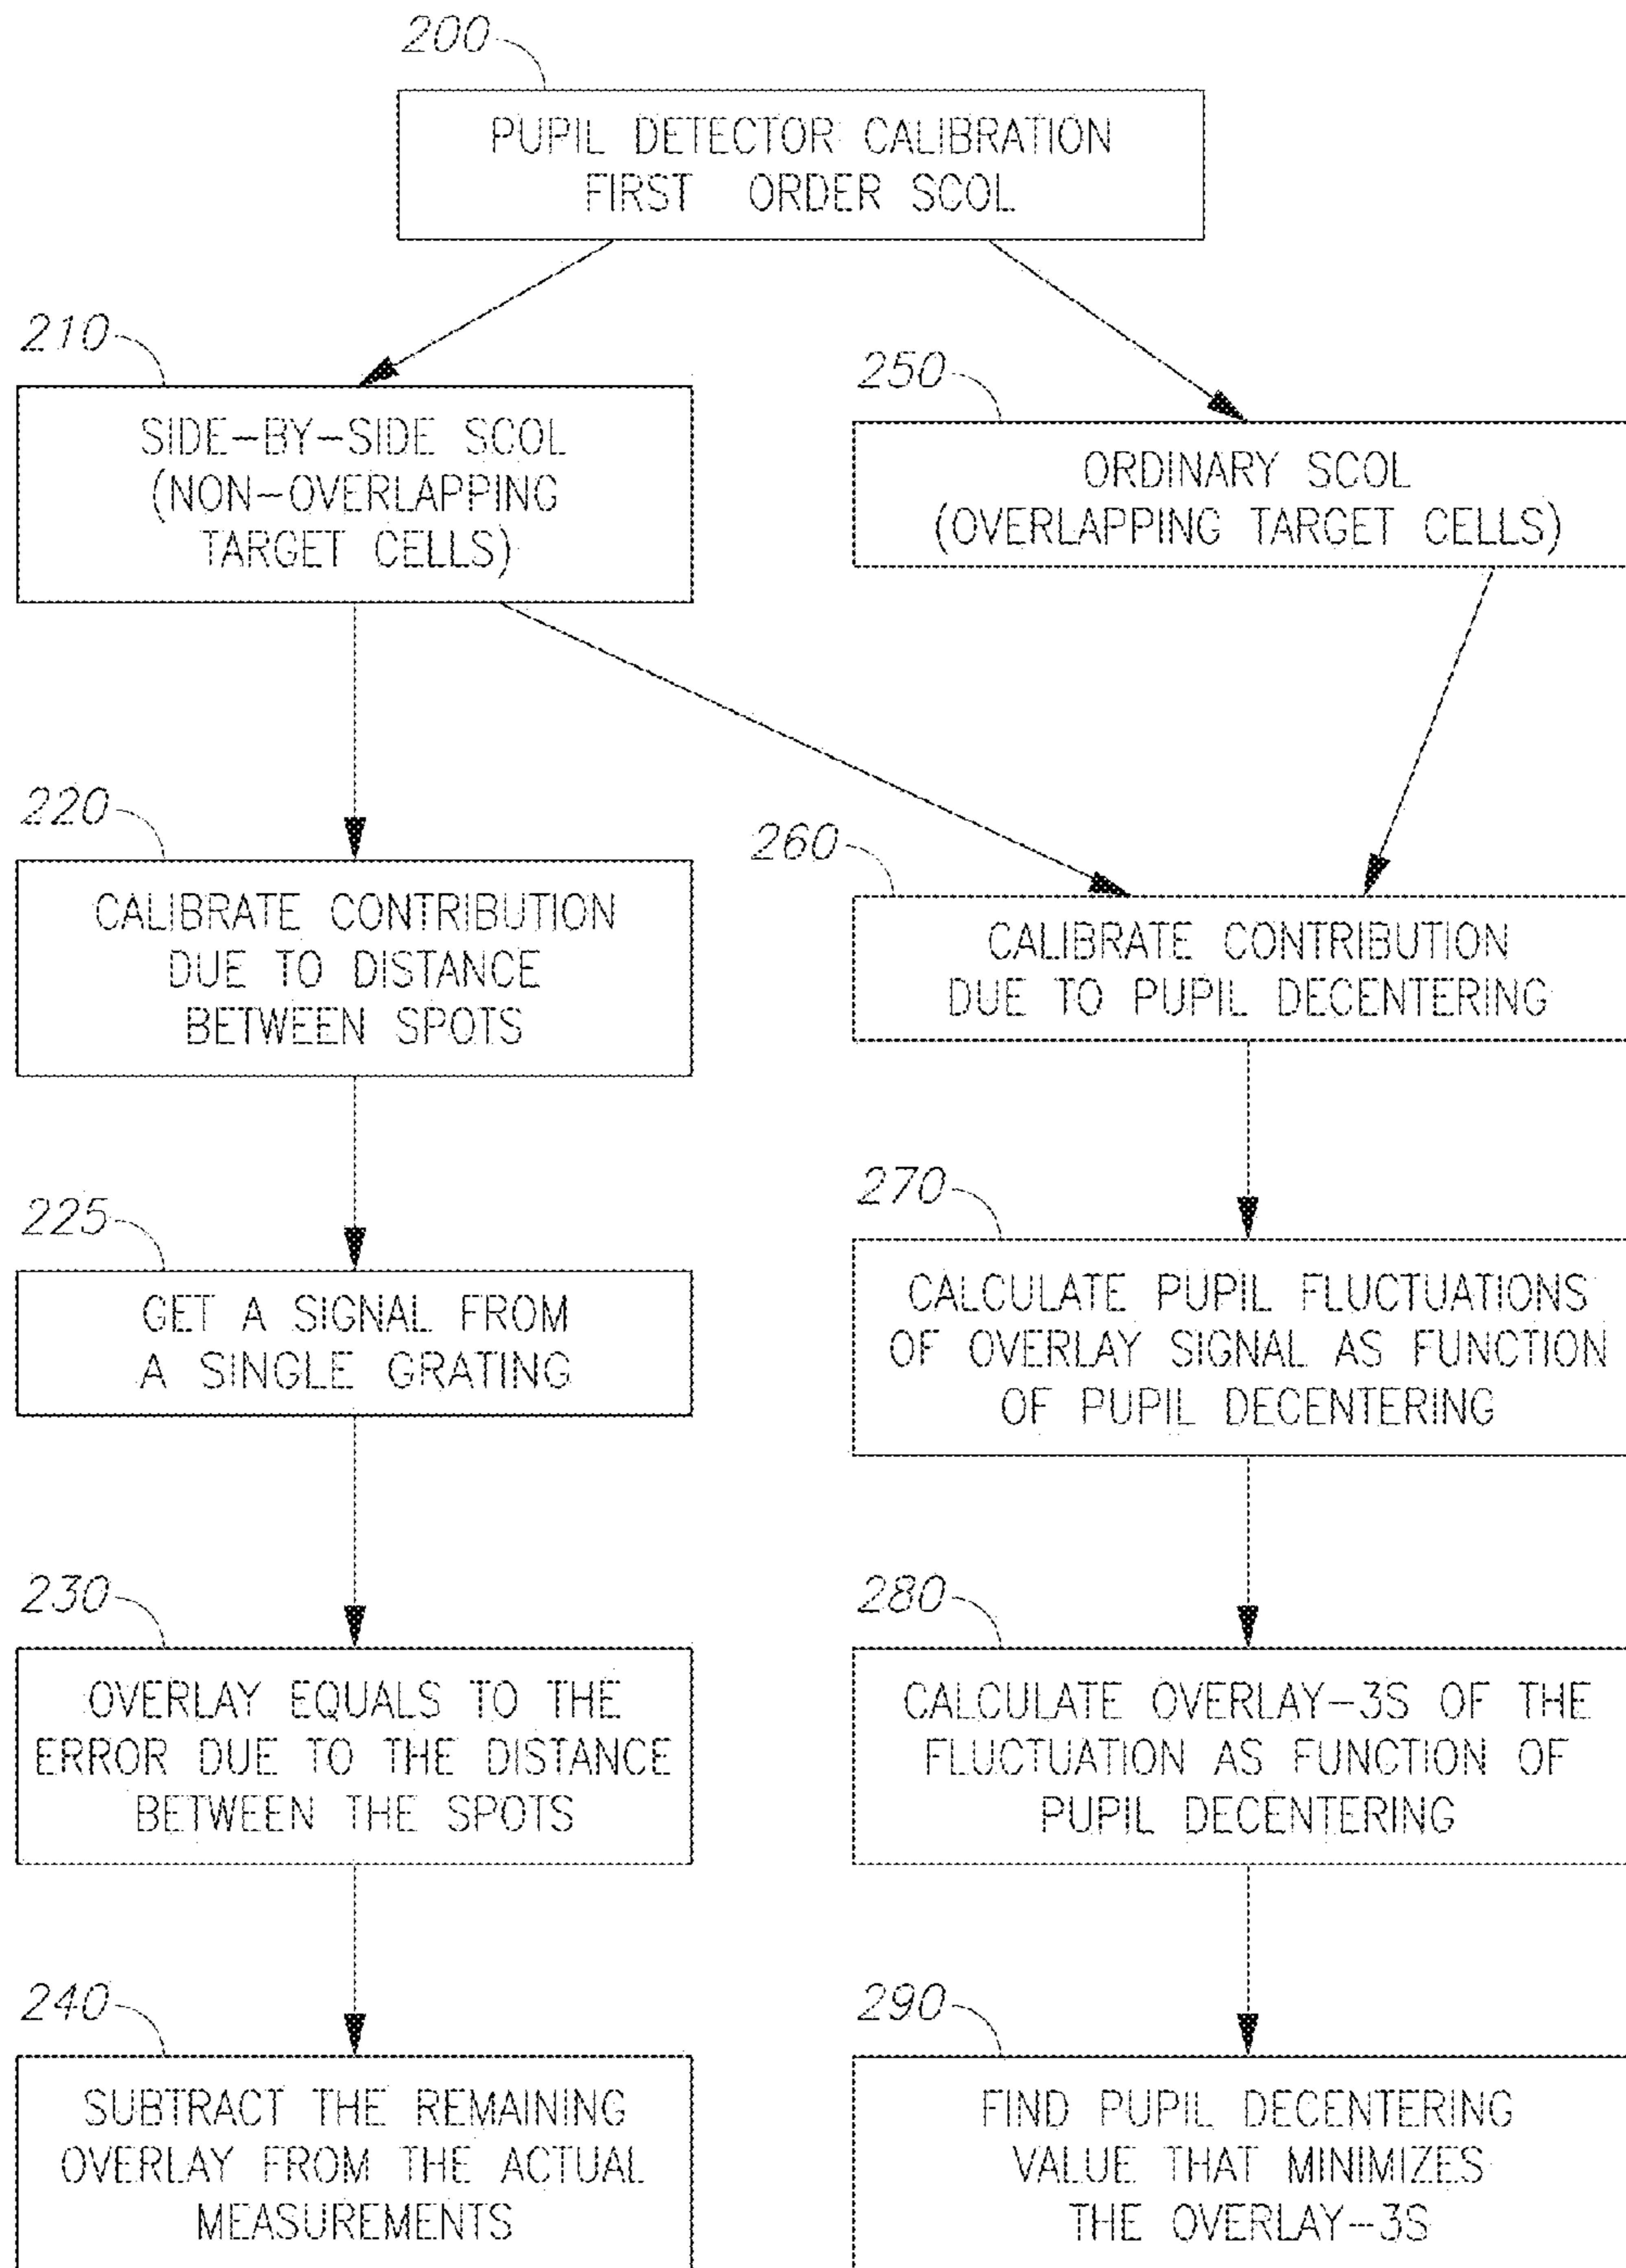 200
PUPIL DETECTOR CALIBRATION
FIRST ORDER SCOL
210
SIDE-BY-SIDE SCOL
(NON-OVERLAPPING
TARGET CELLS)
250
ORDINARY SCOL
(OVERLAPPING TARGET CELLS)
220
CALIBRATE CONTRIBUTION
DUE TO DISTANCE
BETWEEN SPOTS
260
CALIBRATE CONTRIBUTION
DUE TO PUPIL DECENTERING
225
GET A SIGNAL FROM
A SINGLE GRATING
270
CALCULATE PUPIL FLUCTUATIONS
OF OVERLAY SIGNAL AS FUNCTION
OF PUPIL DECENTERING
230
OVERLAY EQUALS TO THE
ERROR DUE TO THE DISTANCE
BETWEEN THE SPOTS
280
CALCULATE OVERLAY-3S OF THE
FLUCTUATION AS FUNCTION OF
PUPIL DECENTERING
240
SUBTRACT THE REMAINING
OVERLAY FROM THE ACTUAL
MEASUREMENTS
290
FIND PUPIL DECENTERING
VALUE THAT MINIMIZES
THE OVERLAY-3S